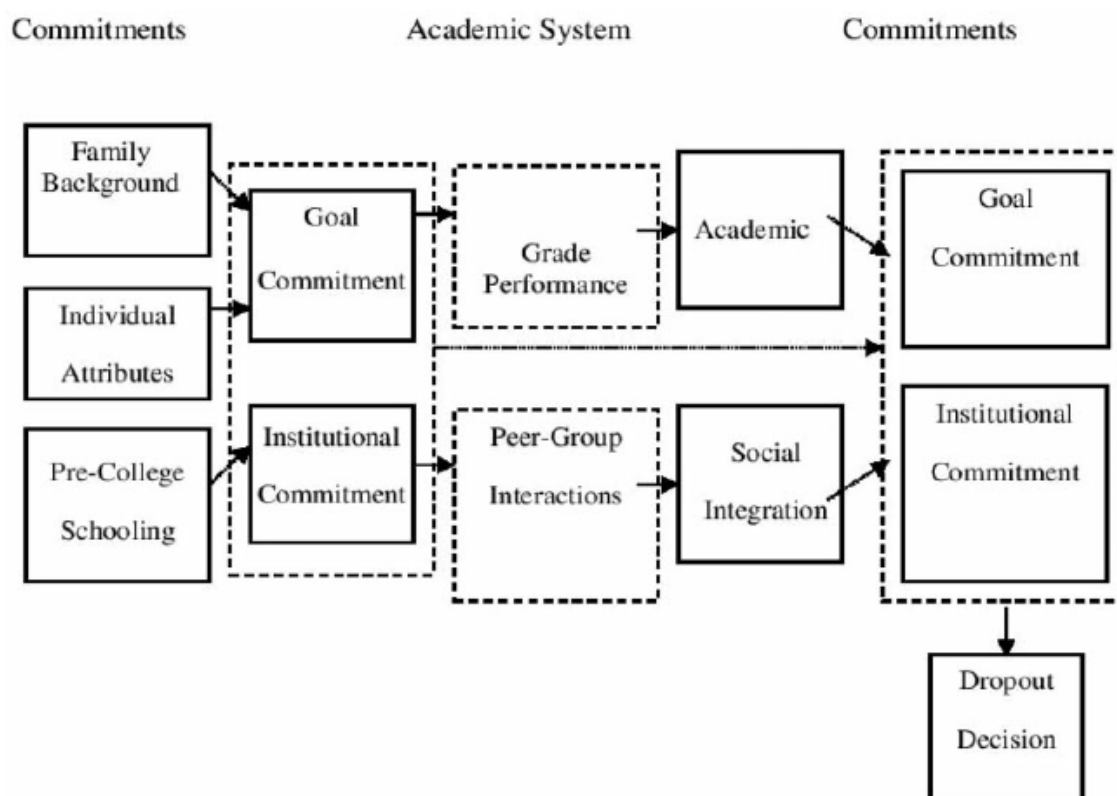 Commitments
Academic System
Commitments
Family
Background
Individual
Attributes
Pre-College
Schooling
Goal
Commitment
Institutional
Commitment
Grade
Performance
Peer-Group
Interactions
Academic
Social
Integration
Goal
Commitment
Institutional
Commitment
Dropout
Decision